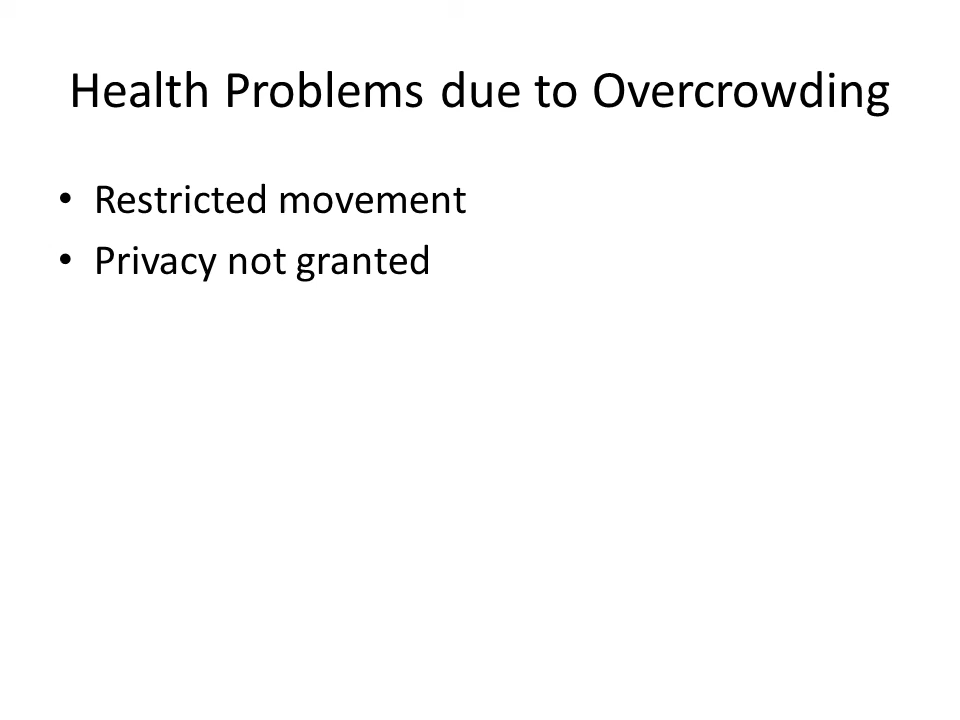 Health Problems due to Overcrowding
• Restricted movement
• Privacy not granted